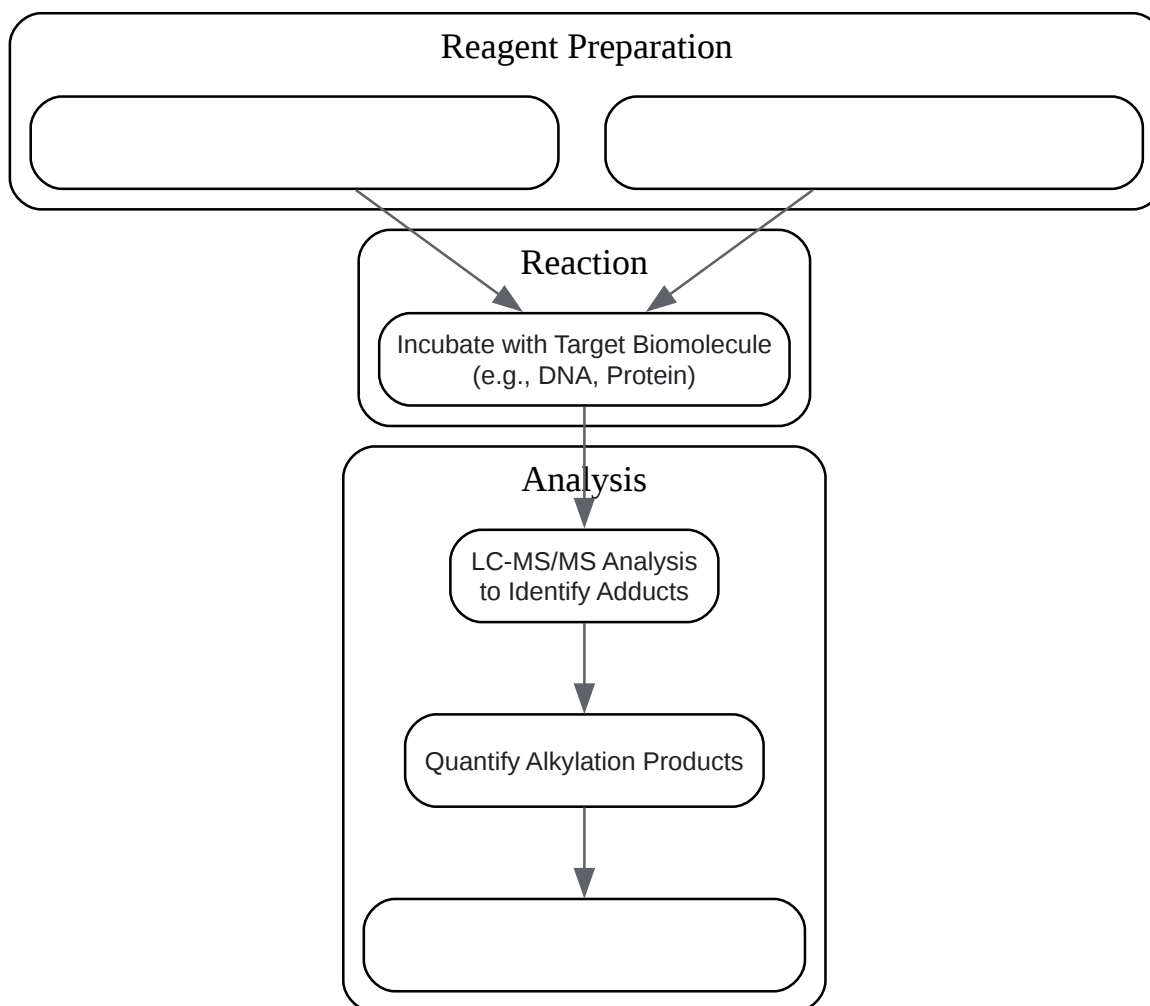 Reagent Preparation
Reaction
Incubate with Target Biomolecule
(e.g., DNA, Protein)
Analysis
LC-MS/MS Analysis
to Identify Adducts
Quantify Alkylation Products